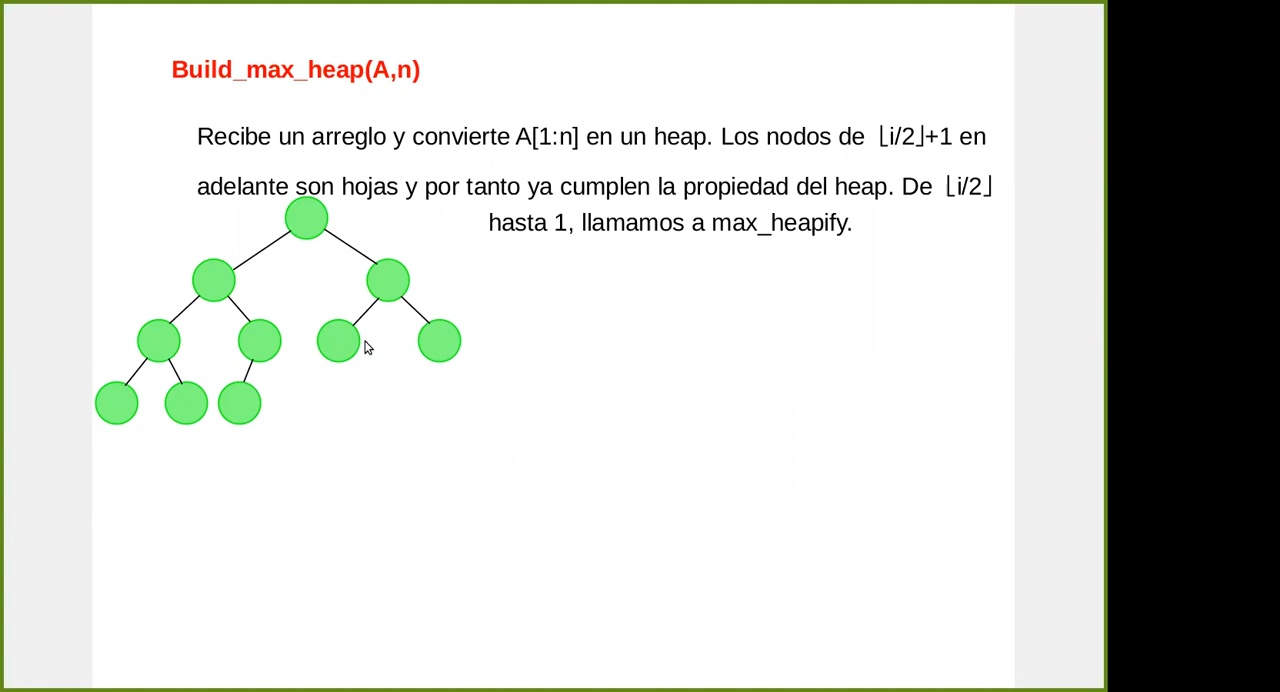 Build_max_heap(A,n)
Recibe un arreglo y convierte A[1:n] en un heap. Los nodos de ⌊i/2⌋+1 en
adelante son hojas y por tanto ya cumplen la propiedad del heap. De ⌊i/2⌋
hasta 1, llamamos a max_heapify.